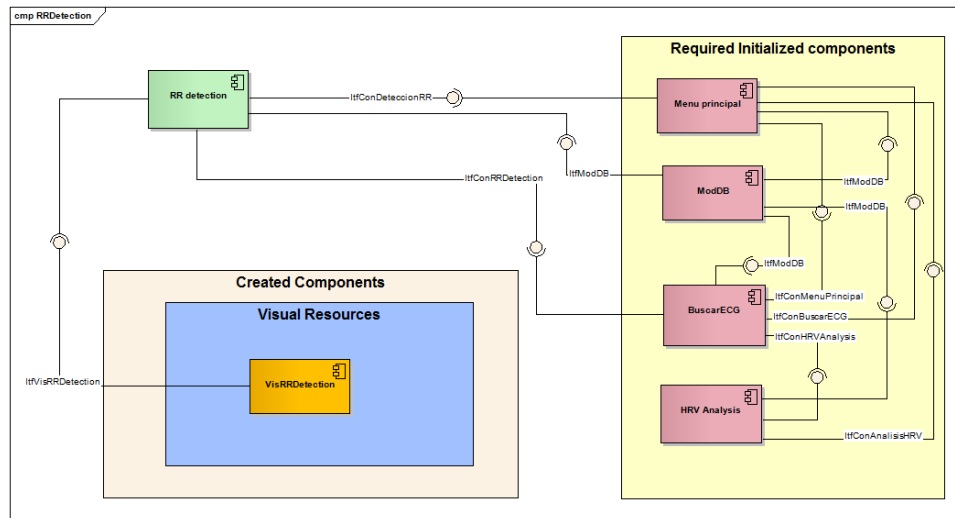 cmp RRDetection
Required Initialized components
RR detection
ItfConDeteccionRR
Menu principal
ItfConRRDetection
ItfModDB
ModDB
ItfModDB
ItfModDB
ItfModDB
Created Components
Visual Resources
BuscarECG
ItfConMenuPrincipal
ItfConBuscarECG
ItfConHRVAnalysis
ItfVisRRDetection
VisRRDetection
HRV Analysis
ItfConAnalisisHRV